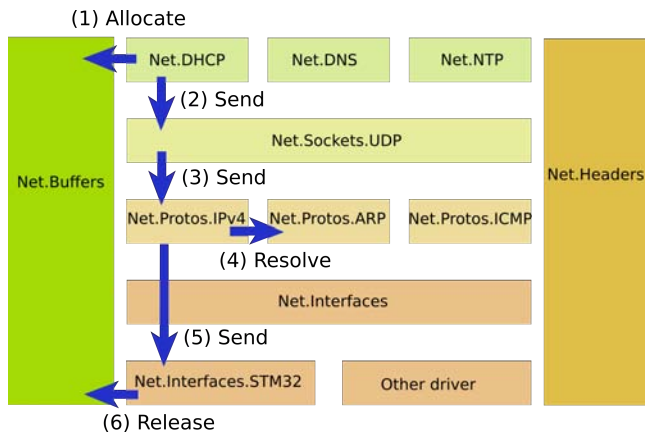 (1) Allocate
Net.DHCP
Net.DNS
Net.NTP
(2) Send
Net.Sockets.UDP
Net.Buffers
Net.Headers
(3) Send
Net.Protos.IPv4
Net.Protos.ARP
Net.Protos.ICMP
(4) Resolve
Net.Interfaces
(5) Send
Net.Interfaces.STM32
Other driver
(6) Release